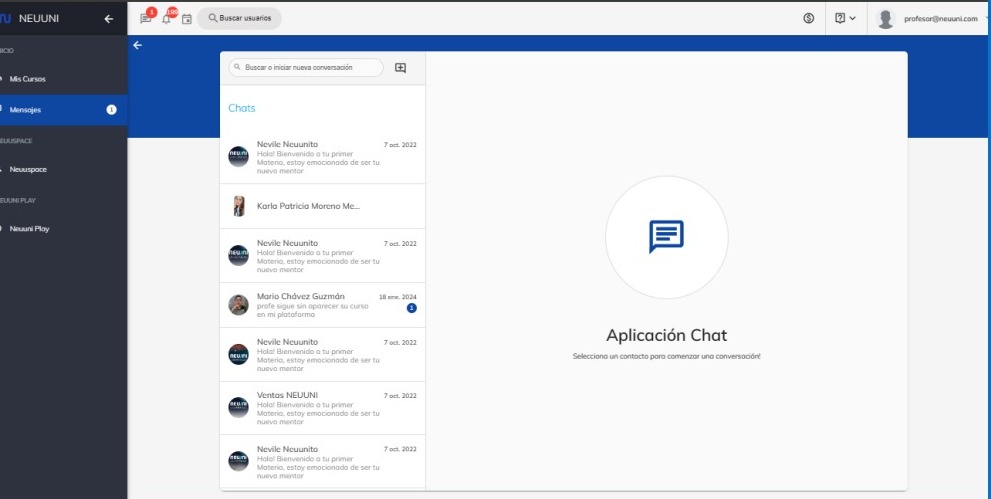 NEUUNI
1
199
Buscar usuarios
profesor@neuuni.com
Mis Cursos
Mensajes
1
Neuuspace
Neuuni Play
Buscar o iniciar nueva conversación
Chats
Nevile Neuunito 7 oct. 2022
Hola! Bienvenido a tu primer
Materia, estoy emocionado de ser tu
nuevo mentor
Karla Patricia Moreno Me...
Nevile Neuunito 7 oct. 2022
Hola! Bienvenido a tu primer
Materia, estoy emocionado de ser tu
nuevo mentor
Mario Chávez Guzmán 18 ene. 2024
profe sigue sin aparecer su curso
en mi plataforma
1
Nevile Neuunito 7 oct. 2022
Hola! Bienvenido a tu primer
Materia, estoy emocionado de ser tu
nuevo mentor
Ventas NEUUNI 7 oct. 2022
Hola! Bienvenido a tu primer
Materia, estoy emocionado de ser tu
nuevo mentor
Nevile Neuunito 7 oct. 2022
Hola! Bienvenido a tu primer
Materia, estoy emocionado de ser tu
nuevo mentor
Aplicación Chat
Selecciona un contacto para comenzar una conversación!